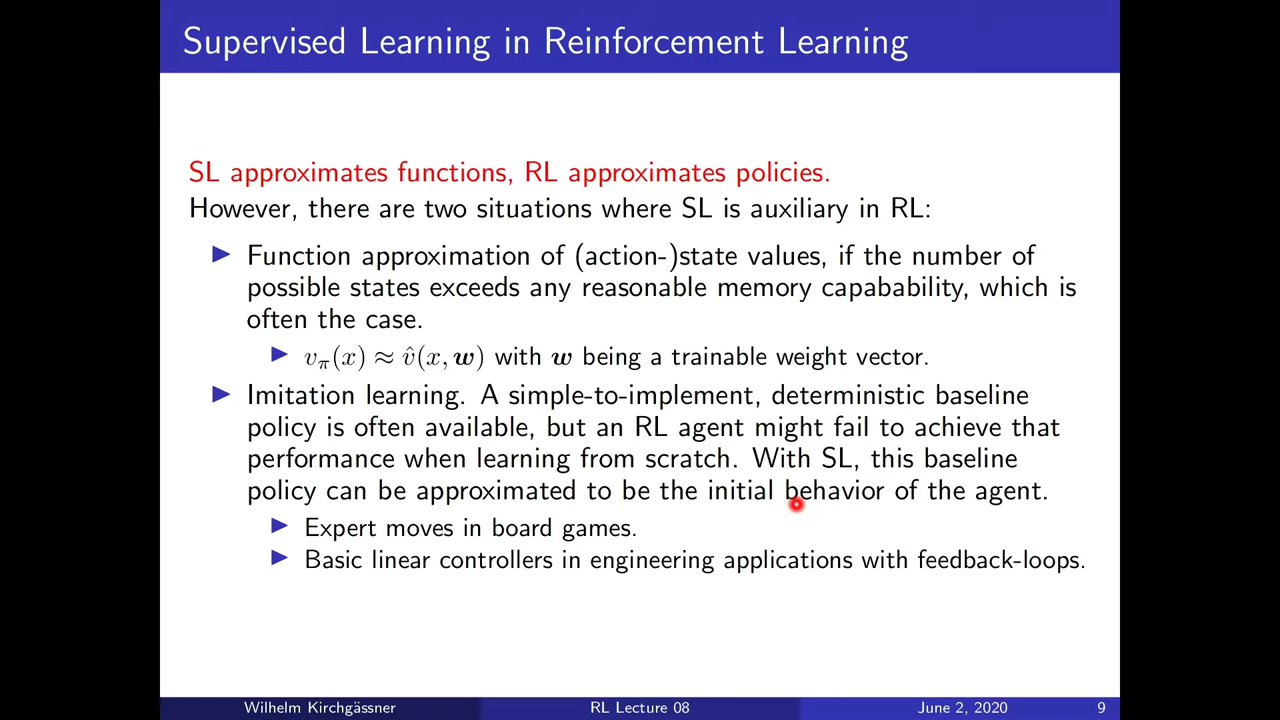 Supervised Learning in Reinforcement Learning
SL approximates functions, RL approximates policies.
However, there are two situations where SL is auxiliary in RL:
Function approximation of (action-)state values, if the number of
possible states exceeds any reasonable memory capabability, which is
often the case.
vπ(x) ≈ v̂(x, w) with w being a trainable weight vector.
Imitation learning. A simple-to-implement, deterministic baseline
policy is often available, but an RL agent might fail to achieve that
performance when learning from scratch. With SL, this baseline
policy can be approximated to be the initial behavior of the agent.
Expert moves in board games.
Basic linear controllers in engineering applications with feedback-loops.
Wilhelm Kirchgässner RL Lecture 08 June 2, 2020 9